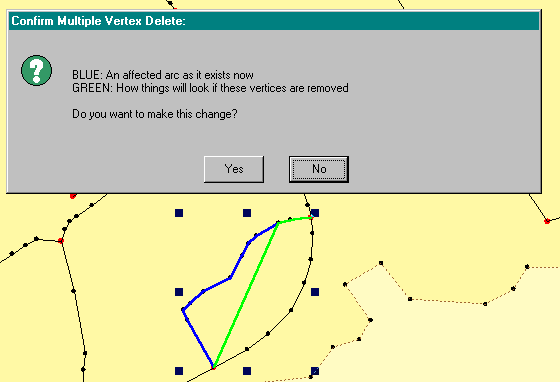 Confirm Multiple Vertex Delete:
?
BLUE: An affected arc as it exists now
GREEN: How things will look if these vertices are removed
Do you want to make this change?
Yes No